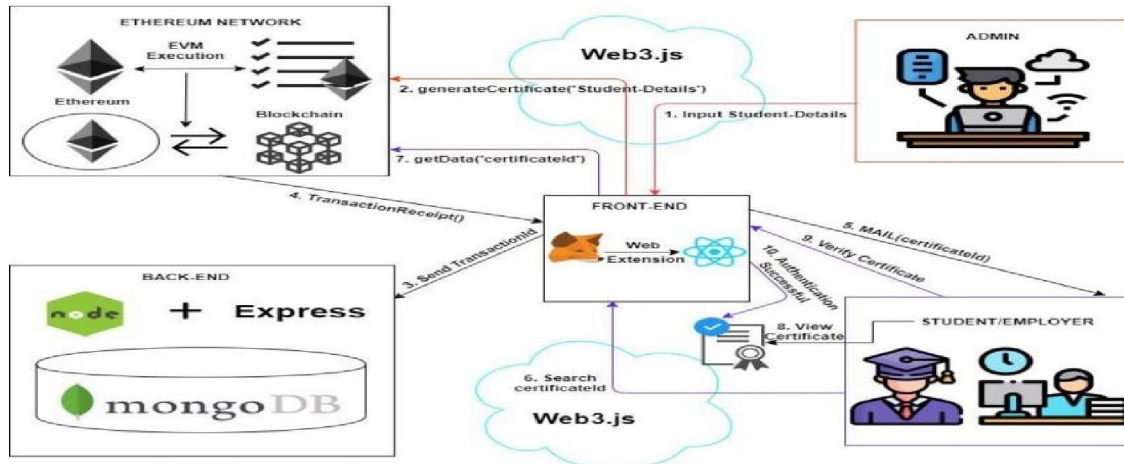 ETHEREUM NETWORK
EVM
Execution
Ethereum
Blockchain
Web3.js
2. generateCertificate("Student-Details")
1. Input Student-Details
7. getData("certificateId")
ADMIN
4. TransactionReceipt()
3. Send TransactionId
FRONT-END
Web
Extension
5. MAIL(certificateId)
9. Verify Certificate
10. Authentication
Successful
BACK-END
node
+
Express
mongoDB
8. View
Certificate
STUDENT/EMPLOYER
6. Search
certificateId
Web3.js